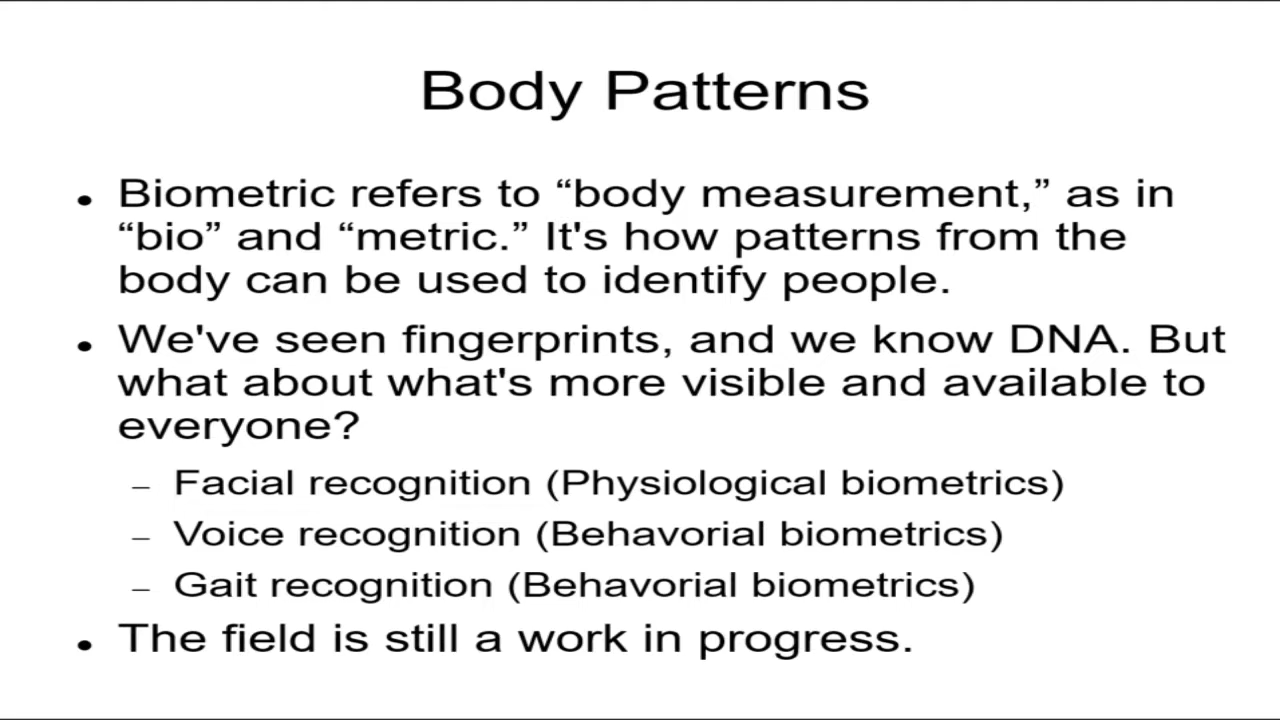 Body Patterns
• Biometric refers to “body measurement,” as in
“bio” and “metric.” It's how patterns from the
body can be used to identify people.
• We've seen fingerprints, and we know DNA. But
what about what's more visible and available to
everyone?
– Facial recognition (Physiological biometrics)
– Voice recognition (Behavorial biometrics)
– Gait recognition (Behavorial biometrics)
• The field is still a work in progress.